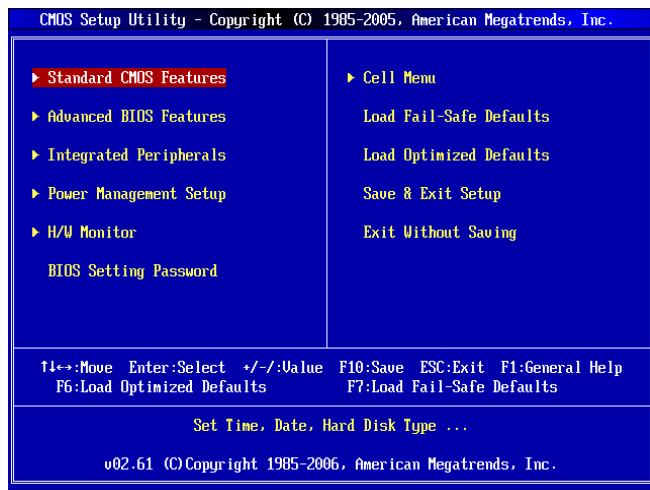 CMOS Setup Utility - Copyright (C) 1985-2005, American Megatrends, Inc.
▶ Standard CMOS Features
▶ Advanced BIOS Features
▶ Integrated Peripherals
▶ Power Management Setup
▶ H/W Monitor
BIOS Setting Password
▶ Cell Menu
Load Fail-Safe Defaults
Load Optimized Defaults
Save & Exit Setup
Exit Without Saving
↑↓↔:Move Enter:Select +/-/:Value F10:Save ESC:Exit F1:General Help
F6:Load Optimized Defaults F7:Load Fail-Safe Defaults
Set Time, Date, Hard Disk Type ...
v02.61 (C)Copyright 1985-2006, American Megatrends, Inc.